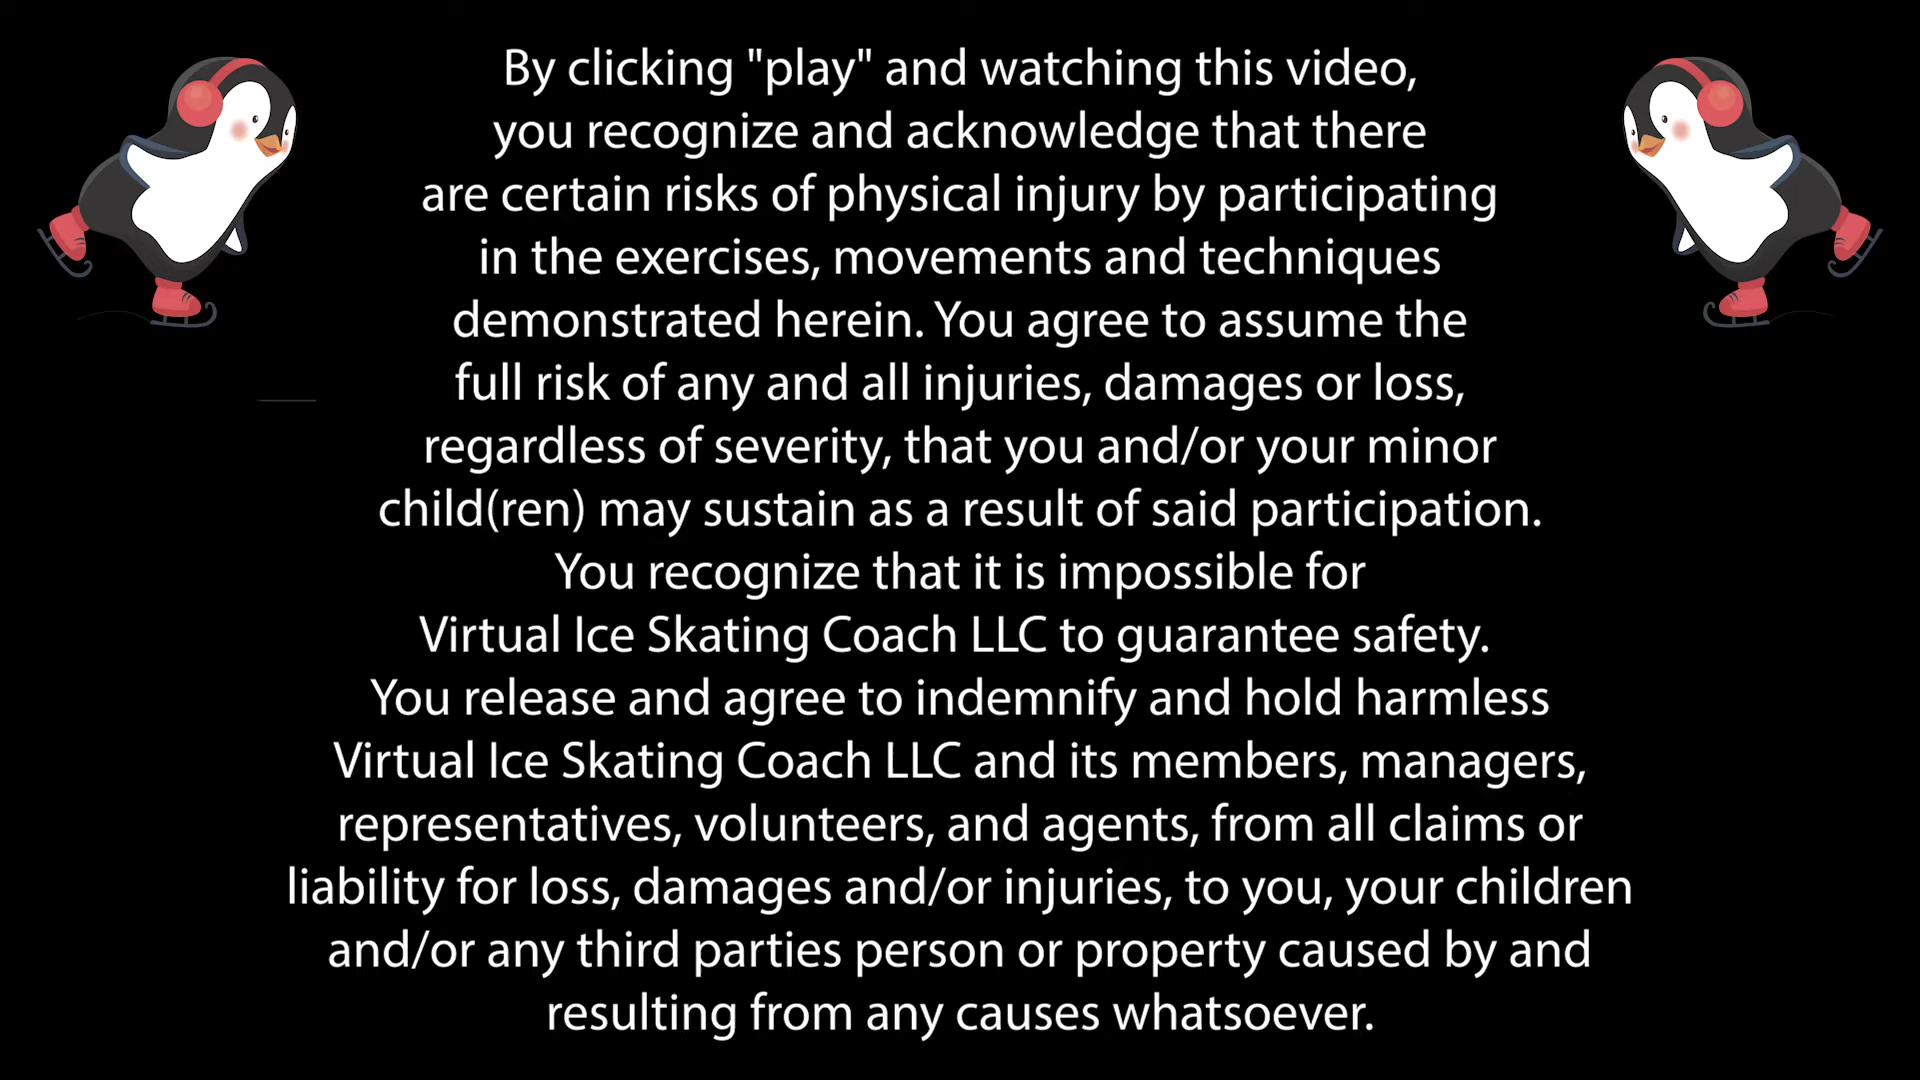 By clicking "play" and watching this video,
you recognize and acknowledge that there
are certain risks of physical injury by participating
in the exercises, movements and techniques
demonstrated herein. You agree to assume the
full risk of any and all injuries, damages or loss,
regardless of severity, that you and/or your minor
child(ren) may sustain as a result of said participation.
You recognize that it is impossible for
Virtual Ice Skating Coach LLC to guarantee safety.
You release and agree to indemnify and hold harmless
Virtual Ice Skating Coach LLC and its members, managers,
representatives, volunteers, and agents, from all claims or
liability for loss, damages and/or injuries, to you, your children
and/or any third parties person or property caused by and
resulting from any causes whatsoever.